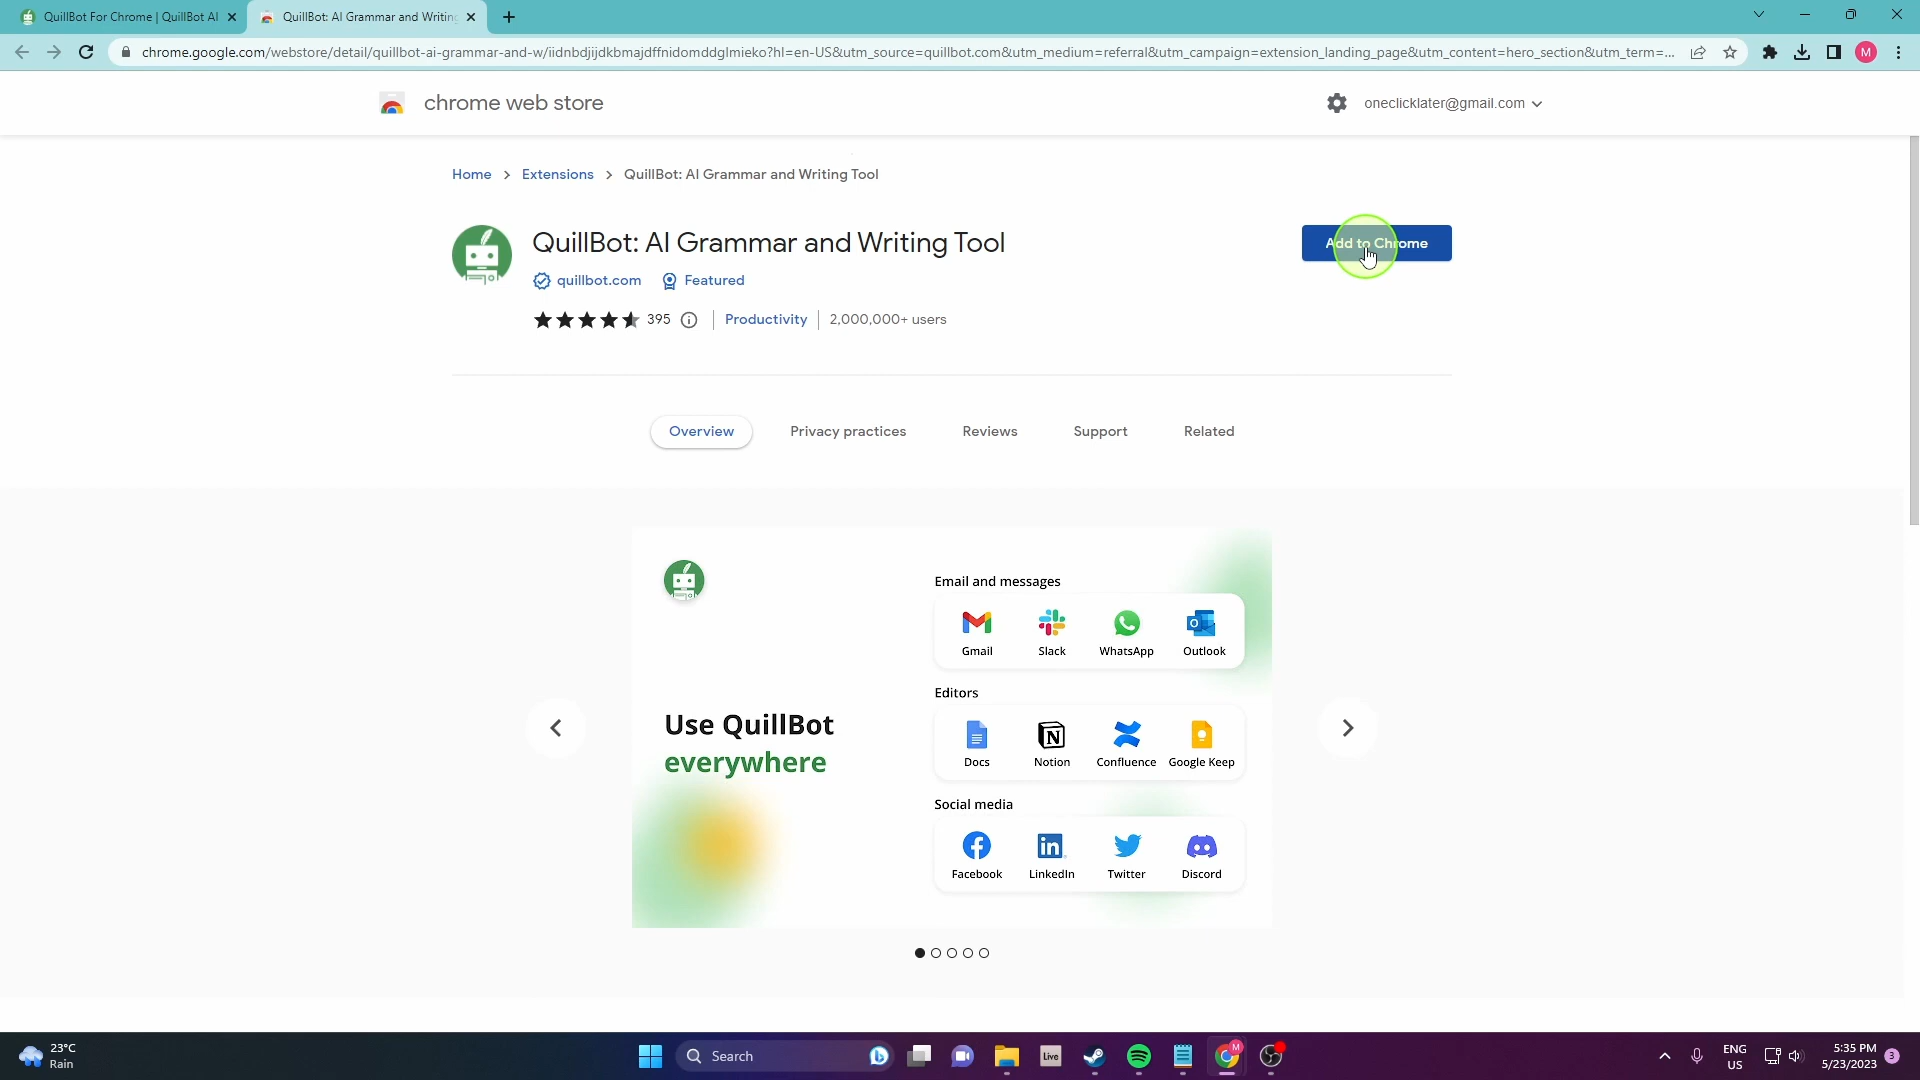 QuillBot For Chrome | QuillBot AI
QuillBot: AI Grammar and Writing
chrome.google.com/webstore/detail/quillbot-ai-grammar-and-w/iidnbdjijdkbmajdffnidomddglmieko?hl=en-US&utm_source=quillbot.com&utm_medium=referral&utm_campaign=extension_landing_page&utm_content=hero_section&utm_term=...
M
chrome web store
oneclicklater@gmail.com
Home > Extensions > QuillBot: AI Grammar and Writing Tool
QuillBot: AI Grammar and Writing Tool
Add to Chrome
quillbot.com Featured
395 Productivity 2,000,000+ users
Overview Privacy practices Reviews Support Related
Use QuillBot
everywhere
Email and messages
Gmail Slack WhatsApp Outlook
Editors
Docs Notion Confluence Google Keep
Social media
Facebook LinkedIn Twitter Discord
23°C
Rain
Search
Live
M
ENG
US
5:35 PM
5/23/2023
3